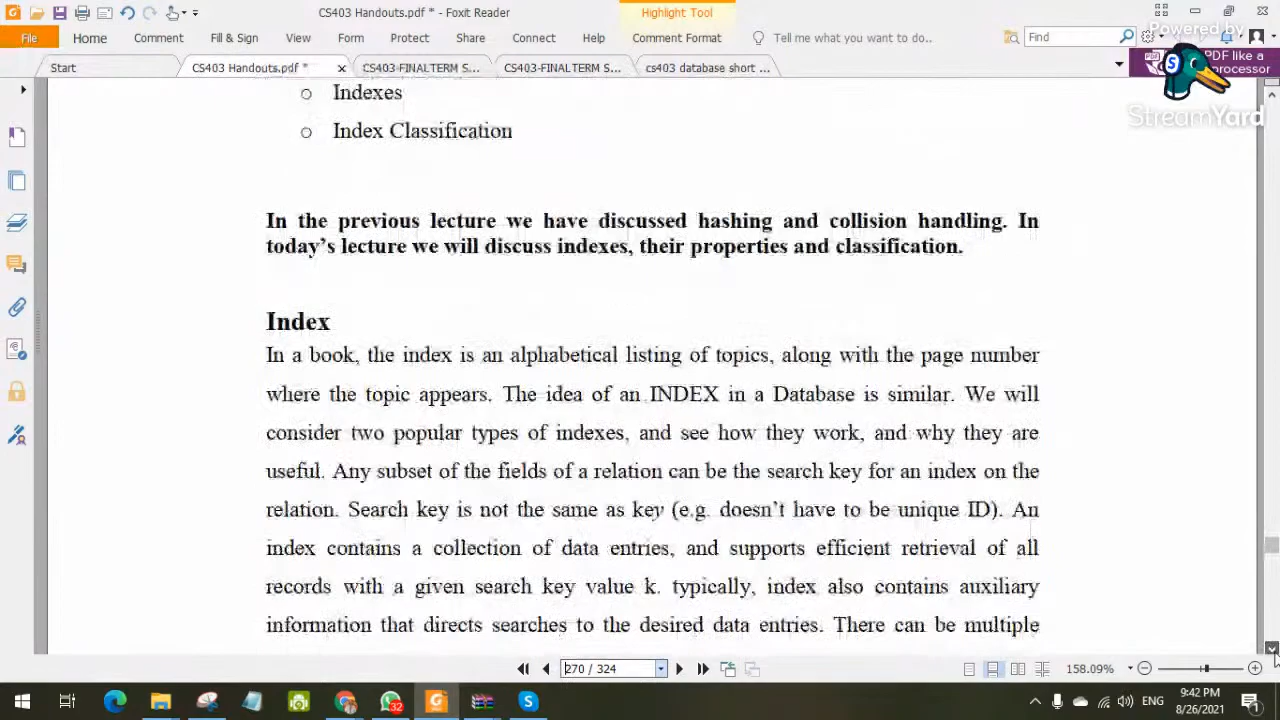 CS403 Handouts.pdf * - Foxit Reader
Highlight Tool
Powered by
File
Home
Comment
Fill & Sign
View
Form
Protect
Share
Connect
Help
Comment Format
Tell me what you want to do..
Find
Start
CS403 Handouts.pdf *
CS403-FINALTERM S...
CS403-FINALTERM S...
cs403 database short ...
PDF like a
processor
StreamYard
o Indexes
o Index Classification
In the previous lecture we have discussed hashing and collision handling. In
today’s lecture we will discuss indexes, their properties and classification.
Index
In a book, the index is an alphabetical listing of topics, along with the page number
where the topic appears. The idea of an INDEX in a Database is similar. We will
consider two popular types of indexes, and see how they work, and why they are
useful. Any subset of the fields of a relation can be the search key for an index on the
relation. Search key is not the same as key (e.g. doesn’t have to be unique ID). An
index contains a collection of data entries, and supports efficient retrieval of all
records with a given search key value k. typically, index also contains auxiliary
information that directs searches to the desired data entries. There can be multiple
270 / 324
158.09%
32
ENG
9:42 PM
8/26/2021
1